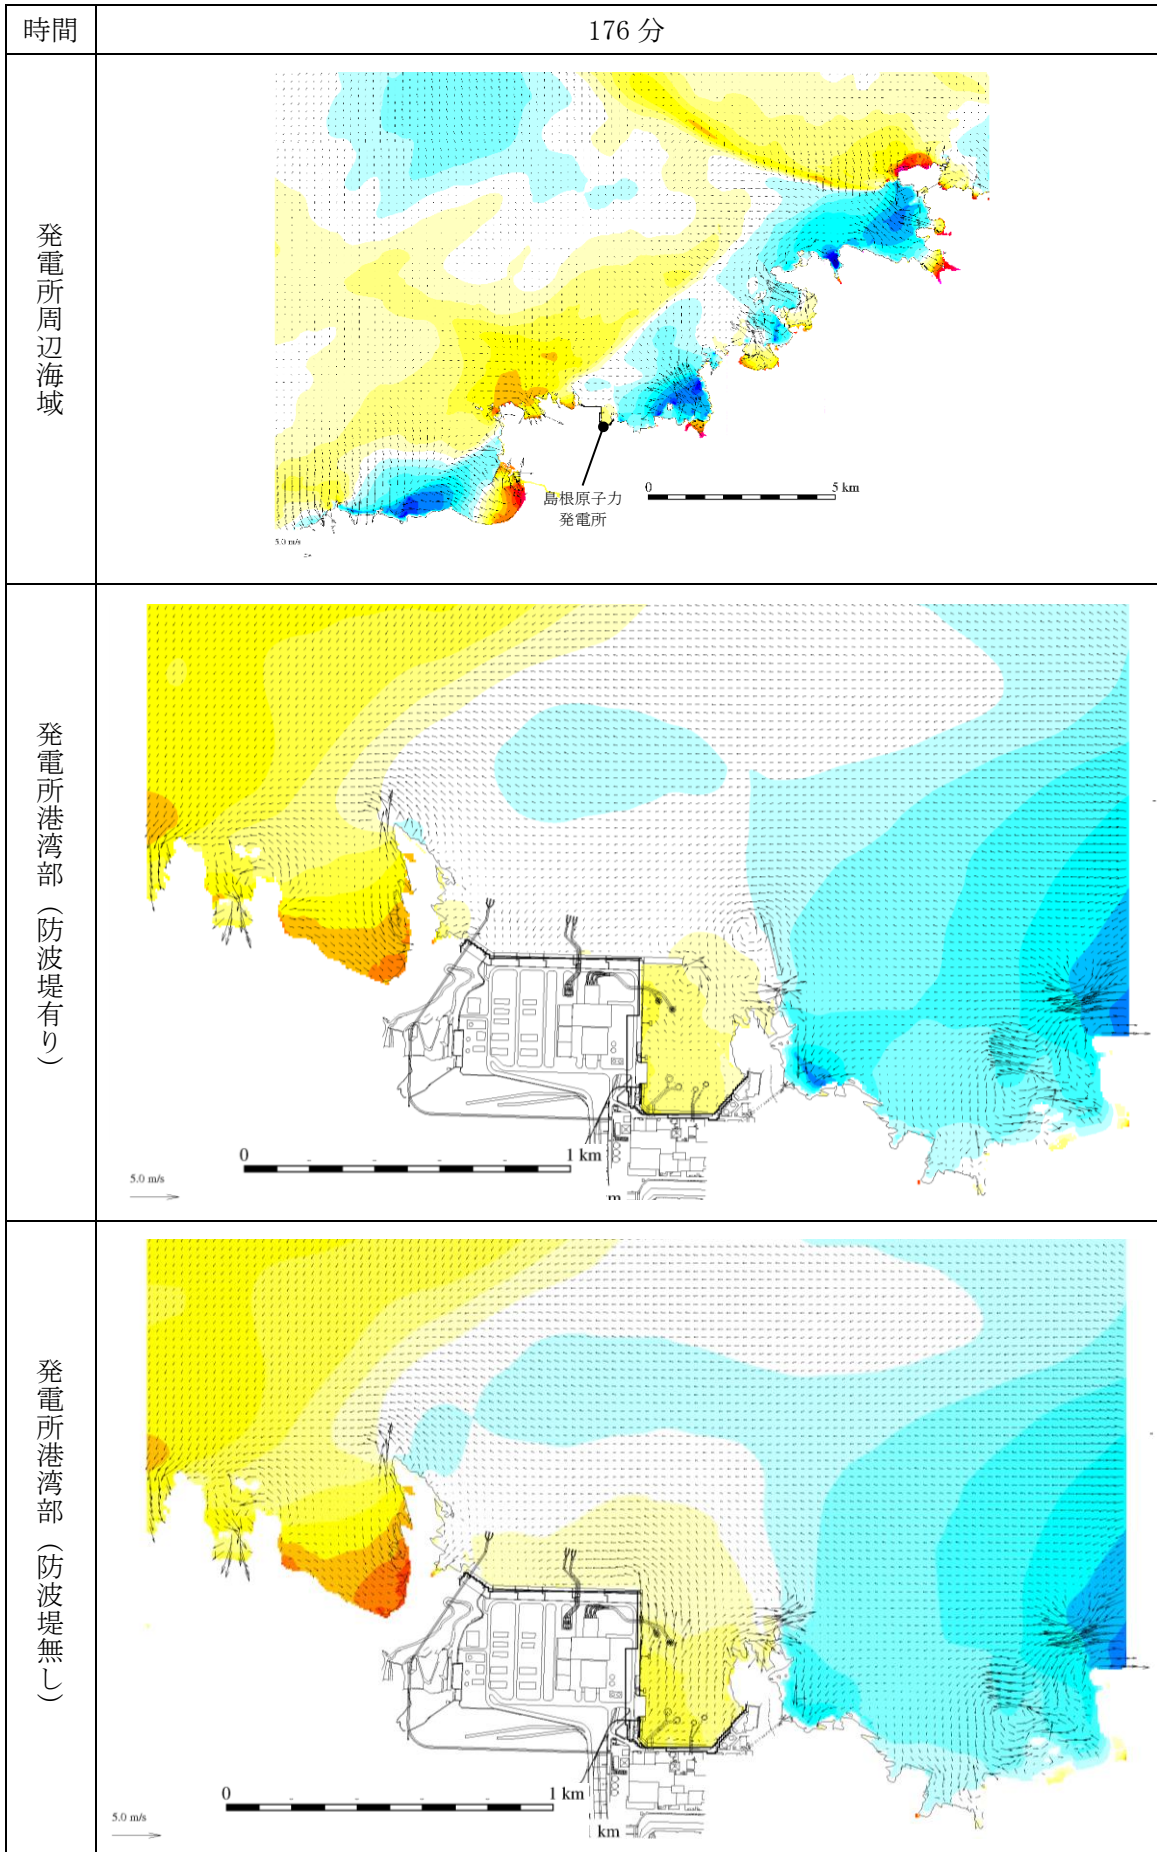 時間
176 分
発電所周辺海域
島根原子力
発電所
0
5 km
5.0 m/s
発電所港湾部（防波堤有り）
0
1 km
5.0 m/s
m
発電所港湾部（防波堤無し）
0
1 km
5.0 m/s
km